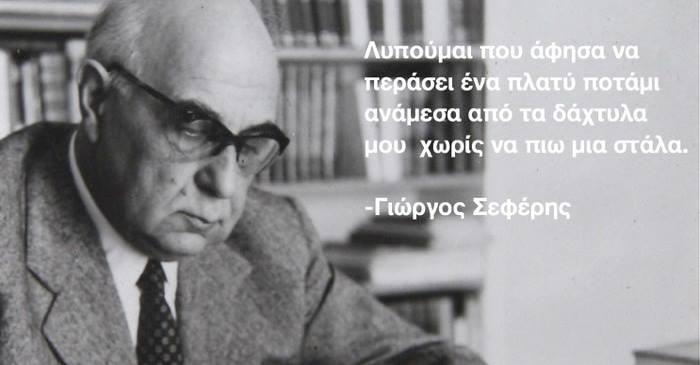 Λυπούμαι που άφησα να
περάσει ένα πλατύ ποτάμι
ανάμεσα από τα δάχτυλα
μου χωρίς να πιω μια στάλα.
-Γιώργος Σεφέρης